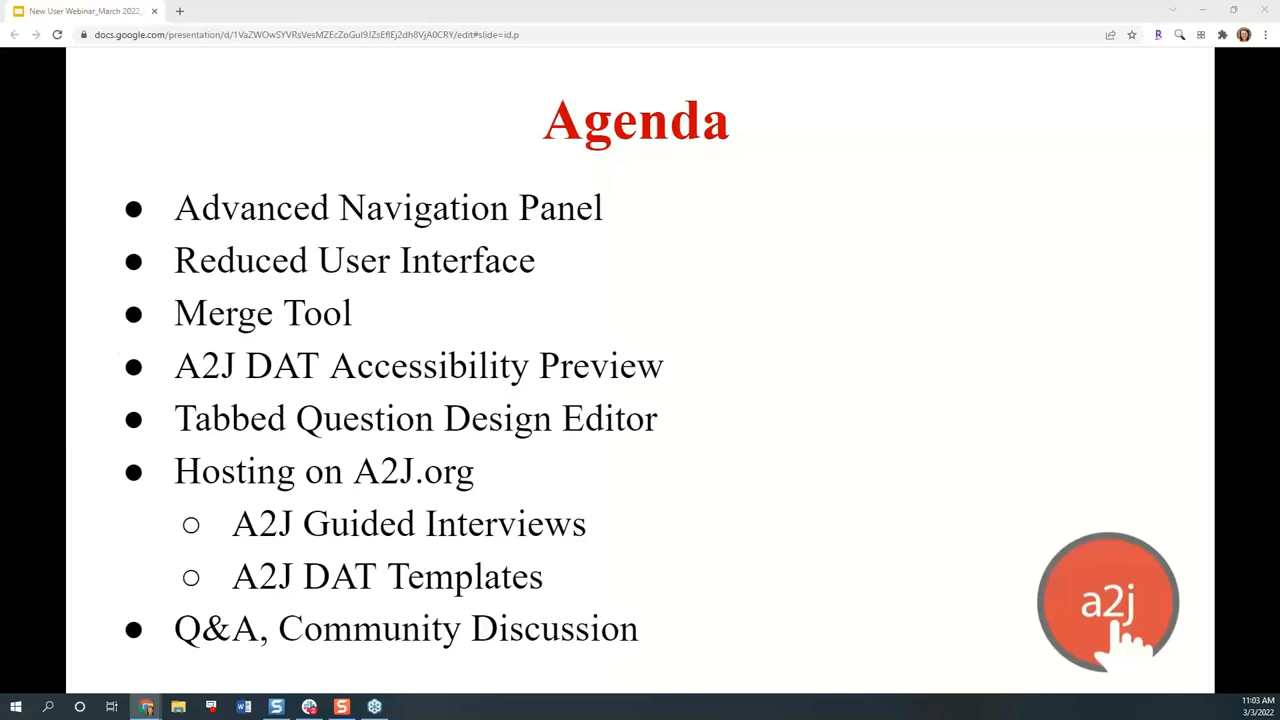 New User Webinar_March 2022_
docs.google.com/presentation/d/1VaZWOwSYVRsVesMZEcZoGul9JZsEflEj2dh8VjA0CRY/edit#slide=id.p
R
Agenda
● Advanced Navigation Panel
● Reduced User Interface
● Merge Tool
● A2J DAT Accessibility Preview
● Tabbed Question Design Editor
● Hosting on A2J.org
○ A2J Guided Interviews
○ A2J DAT Templates
● Q&A, Community Discussion
a2j
11:03 AM
3/3/2022